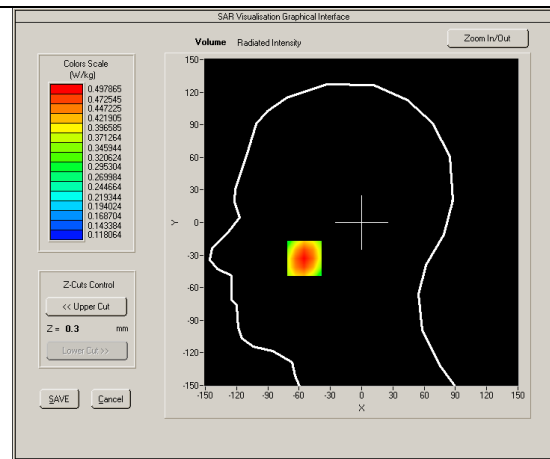 SAR Visualisation Graphical Interface
Volume Radiated Intensity
Zoom In/Out
Colors Scale
(W/kg)
0.497865
0.472545
0.447225
0.421905
0.396585
0.371264
0.345944
0.320624
0.295304
0.269984
0.244664
0.219344
0.194024
0.168704
0.143384
0.118064
Z-Cuts Control
<< Upper Cut
Z = 0.3 mm
Lower Cut >>
SAVE Cancel
150
120
90
60
30
0
-30
-60
-90
-120
-150
Y
-150 -120 -90 -60 -30 0 30 60 90 120 150
X